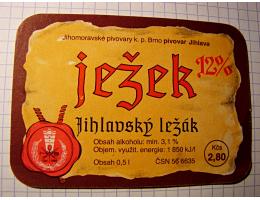 Jihomoravské pivovary k. p. Brno pivovar Jihlava
ježek 12%
Jihlavský ležák
Obsah alkoholu: min. 3,1 %
Objem. využit. energie: 1 850 kJ/l
Obsah 0,5 l ČSN 56 6635
Kčs
2,80